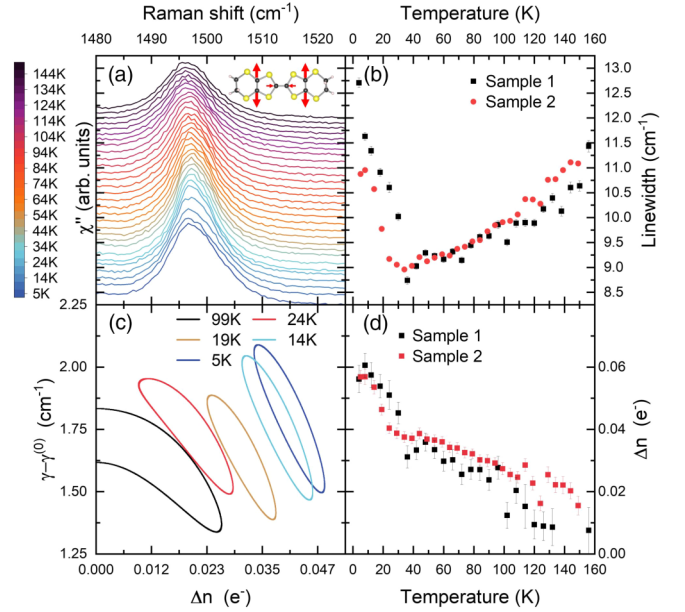 Raman shift (cm⁻¹)
1480 1490 1500 1510 1520
Temperature (K)
0 20 40 60 80 100 120 140 160
(a)
144K
134K
124K
114K
104K
94K
84K
74K
64K
54K
44K
34K
24K
14K
5K
χ'' (arb. units)
(b)
Sample 1
Sample 2
13.0
12.5
12.0
11.5
11.0
10.5
10.0
9.5
9.0
8.5
Linewidth (cm⁻¹)
(c)
99K 24K
19K 14K
5K
2.25
2.00
1.75
1.50
1.25
γ–γ⁽⁰⁾ (cm⁻¹)
0.000 0.012 0.023 0.035 0.047
Δn (e⁻)
(d)
Sample 1
Sample 2
0.06
0.04
0.02
0.00
Δn (e⁻)
0 20 40 60 80 100 120 140 160
Temperature (K)